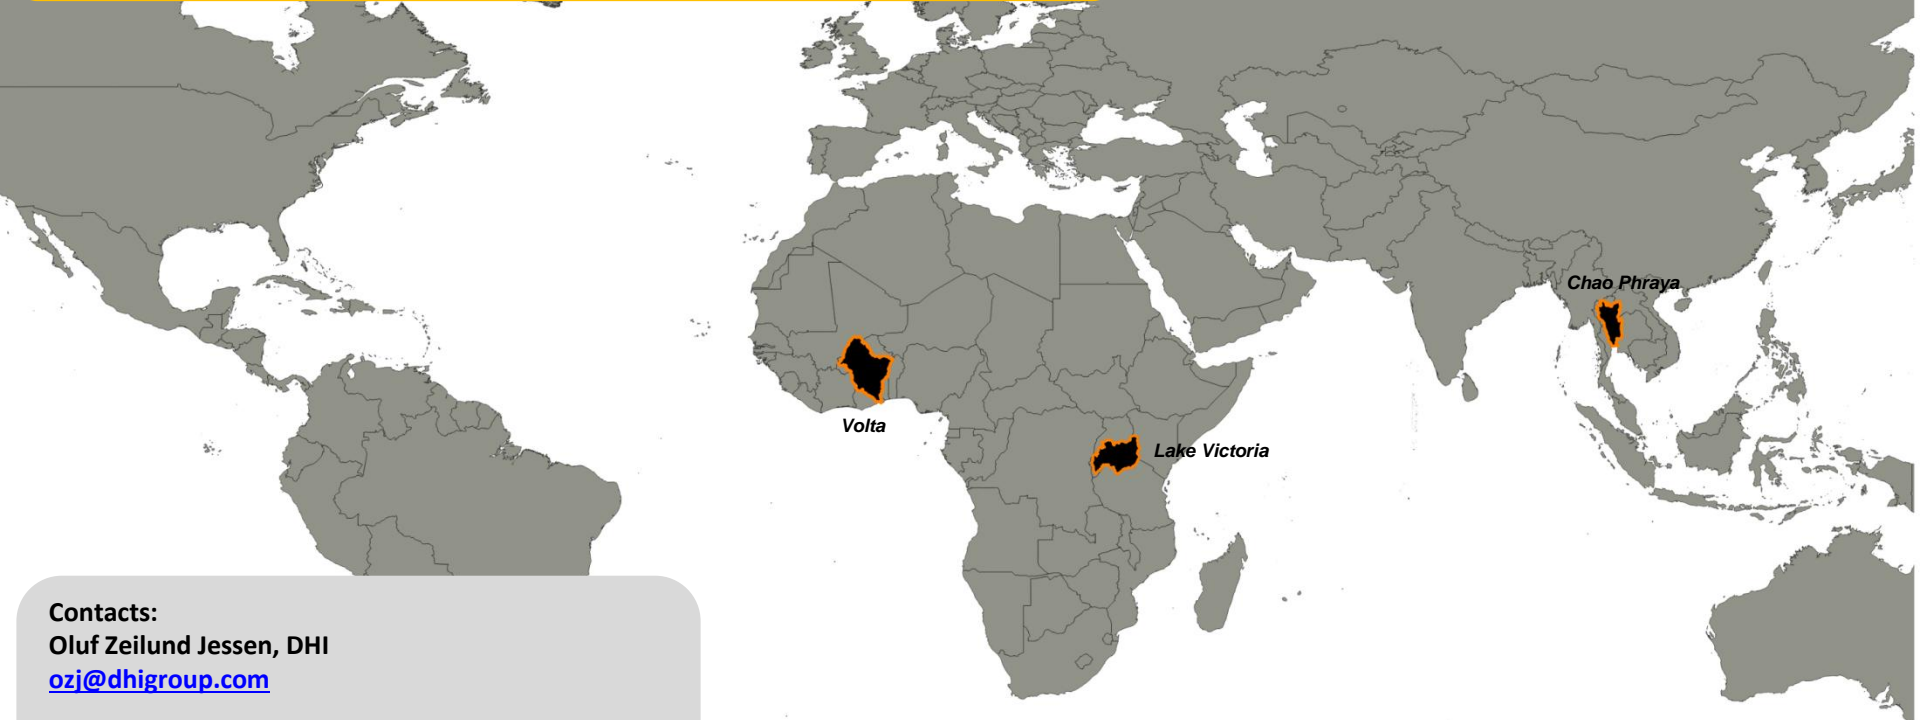 Chao Phraya
Volta
Lake Victoria
Contacts:
Oluf Zeilund Jessen, DHI
ozj@dhigroup.com